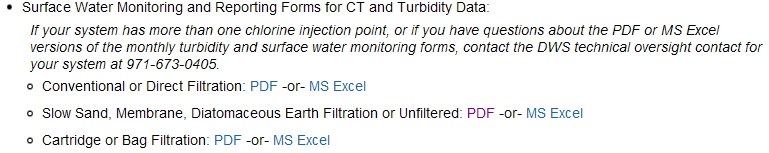 • Surface Water Monitoring and Reporting Forms for CT and Turbidity Data:
If your system has more than one chlorine injection point, or if you have questions about the PDF or MS Excel
versions of the monthly turbidity and surface water monitoring forms, contact the DWS technical oversight contact for
your system at 971-673-0405.
○ Conventional or Direct Filtration: PDF -or- MS Excel
○ Slow Sand, Membrane, Diatomaceous Earth Filtration or Unfiltered: PDF -or- MS Excel
○ Cartridge or Bag Filtration: PDF -or- MS Excel